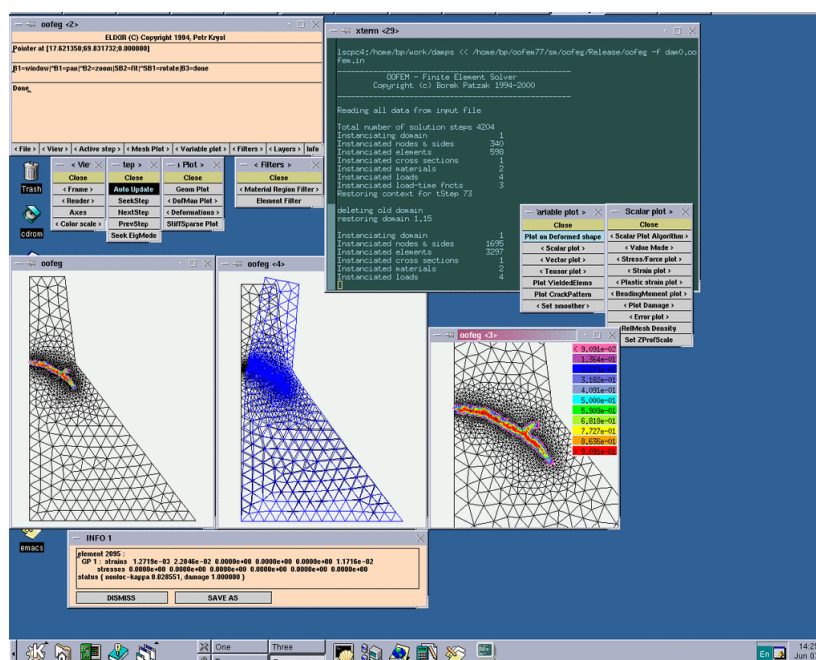 oofeg <2>
ELIXIR (C) Copyright 1994, Petr Krysl
Pointer at [17.621350;69.831732;0.000000]
B1=window|^B1=pan|^B2=zoom|SB2=fit|^SB1=rotate|B3=done
Done
< File > < View > < Active step > < Mesh Plot > < Variable plot > < Filters > < Layers > Info
xterm <29>
lscpc4:/home/bp/work/damps << /home/bp/oofem77/sm/oofeg/Release/oofeg -f dam0.oo
fem.in
OOFEM - Finite Element Solver
Copyright (c) Borek Patzak 1994-2000
Reading all data from input file
Total number of solution steps 4204
Instanciating domain 1
Instanciated nodes & sides 340
Instanciated elements 598
Instanciated cross sections 1
Instanciated materials 2
Instanciated loads 4
Instanciated load-time fncts 3
Restoring context for tStep 73
deleting old domain
restoring domain 1.15
Instanciating domain 1
Instanciated nodes & sides 1695
Instanciated elements 3297
Instanciated cross sections 1
Instanciated materials 2
Instanciated loads 4
Trash
cdrom
emacs
< Vie
Close
< Frame >
< Render >
Axes
< Color scale >
tep >
Close
Auto Update
SeekStep
NextStep
PrevStep
Seek EigMode
Plot >
Close
Geom Plot
< DofMan Plot >
< Deformations >
StiffSparse Plot
< Filters >
Close
< Material Region Filter >
Element Filter
ariable plot >
Close
Plot on Deformed shape
< Scalar plot >
< Vector plot >
< Tensor plot >
Plot YieldedElems
Plot CrackPattern
< Set smoother >
Scalar plot >
Close
< Scalar Plot Algorithm >
< Value Mode >
< Stress/Force plot >
< Strain plot >
< Plastic strain plot >
< BeadingMoment plot >
< Plot Damage >
< Error plot >
RelMesh Density
Set ZProfScale
oofeg
oofeg <4>
oofeg <3>
< 9.091e-02
1.364e-01
3.182e-01
4.091e-01
5.000e-01
5.909e-01
6.818e-01
7.727e-01
8.636e-01
INFO 1
element 2095 :
GP 1 : strains 1.2719e-03 2.2846e-02 0.0000e+00 0.0000e+00 0.0000e+00 1.1716e-02
stresses 0.0000e+00 0.0000e+00 0.0000e+00 0.0000e+00 0.0000e+00 0.0000e+00
status { nonloc-kappa 0.028551, damage 1.000000 }
DISMISS
SAVE AS
One
Three
En
14:25